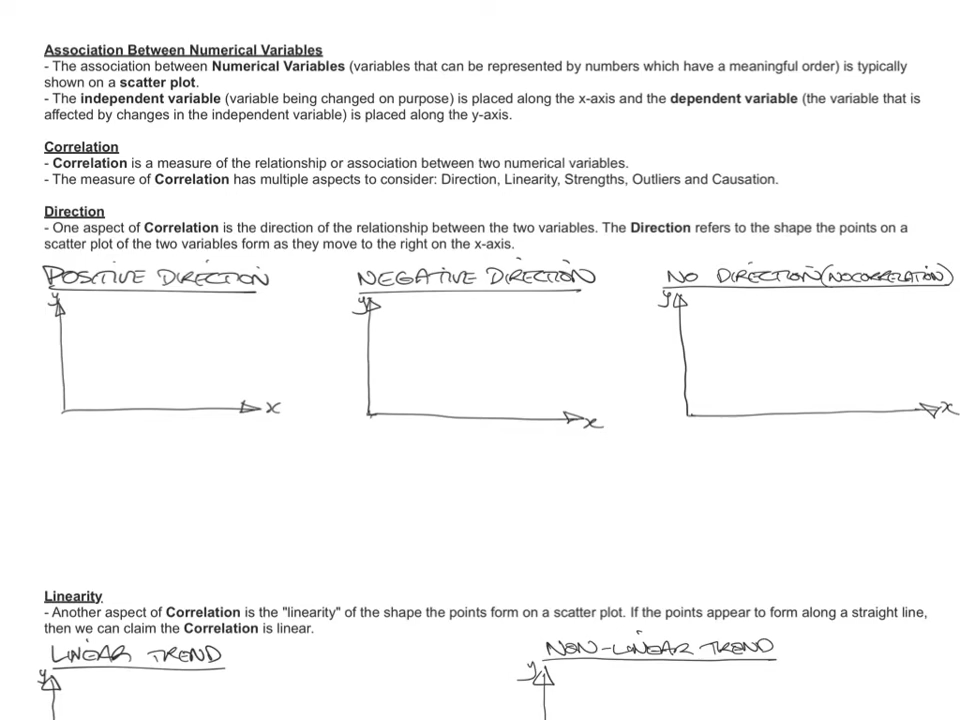 Association Between Numerical Variables
- The association between Numerical Variables (variables that can be represented by numbers which have a meaningful order) is typically
shown on a scatter plot.
- The independent variable (variable being changed on purpose) is placed along the x-axis and the dependent variable (the variable that is
affected by changes in the independent variable) is placed along the y-axis.
Correlation
- Correlation is a measure of the relationship or association between two numerical variables.
- The measure of Correlation has multiple aspects to consider: Direction, Linearity, Strengths, Outliers and Causation.
Direction
- One aspect of Correlation is the direction of the relationship between the two variables. The Direction refers to the shape the points on a
scatter plot of the two variables form as they move to the right on the x-axis.
POSITIVE DIRECTION
NEGATIVE DIRECTION
NO DIRECTION (NO CORRELATION)
y
y
y
x
x
x
Linearity
- Another aspect of Correlation is the "linearity" of the shape the points form on a scatter plot. If the points appear to form along a straight line,
then we can claim the Correlation is linear.
LINEAR TREND
NON-LINEAR TREND
y
y